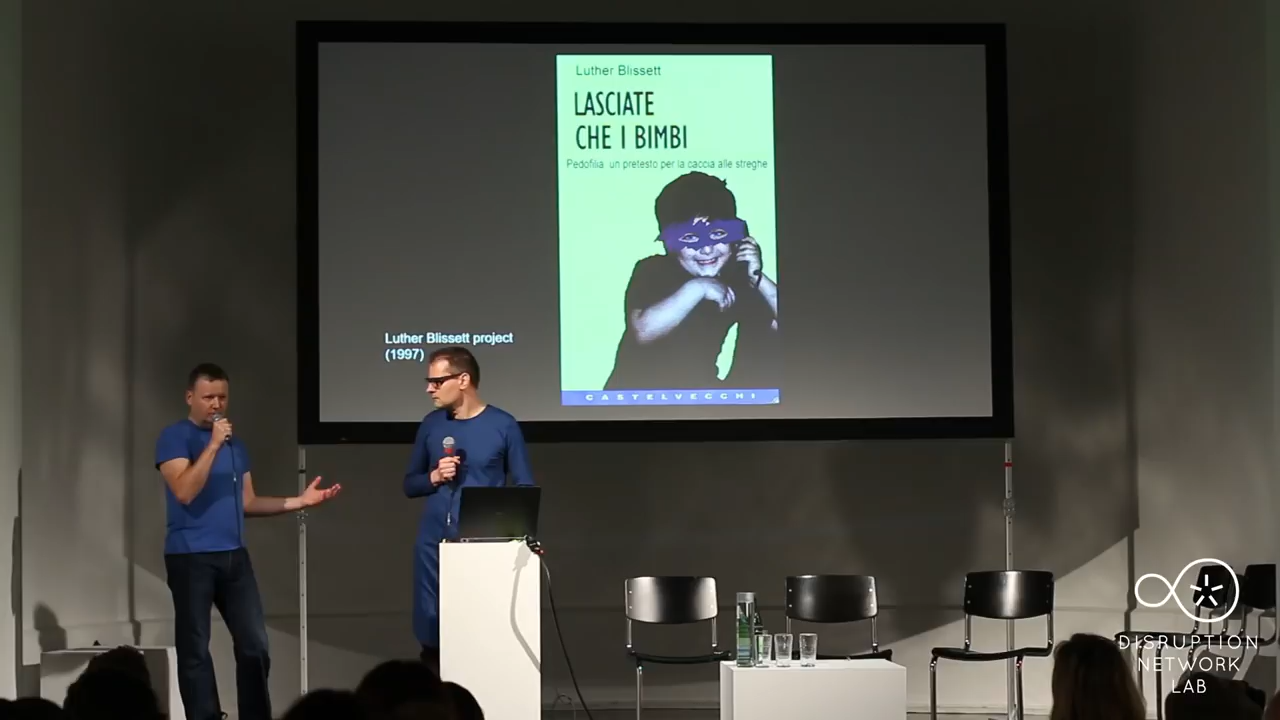 Luther Blissett
LASCIATE
CHE I BIMBI
Pedofilia un pretesto per la caccia alle streghe
Luther Blissett project
(1997)
CASTELVECCHI
DISRUPTION
NETWORK
LAB